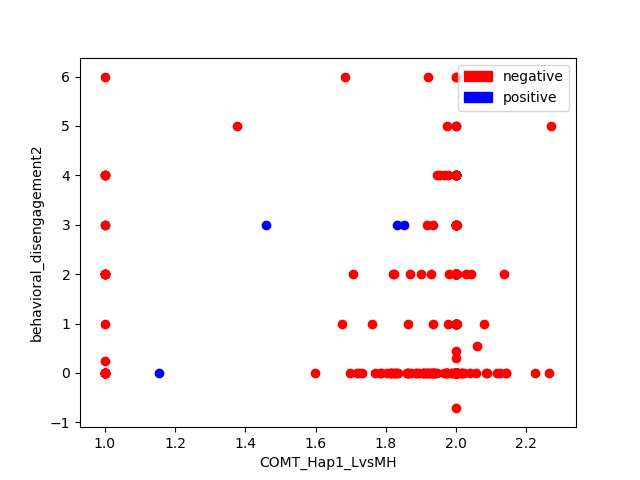 negative
positive
behavioral_disengagement2
6
5
4
3
2
1
0
−1
1.0 1.2 1.4 1.6 1.8 2.0 2.2
COMT_Hap1_LvsMH